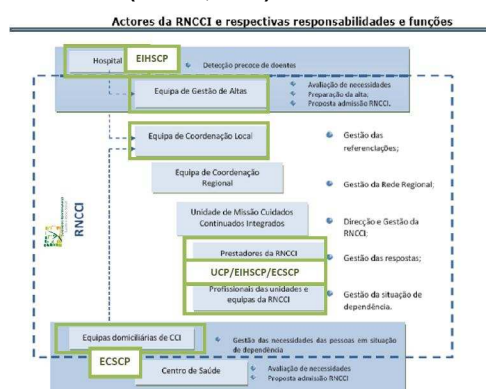 Actores da RNCCI e respectivas responsabilidades e funções
Hospital
EIHSCP
Detecção precoce de doentes
Equipa de Gestão de Altas
Avaliação de necessidades
Preparação da alta;
Proposta admissão RNCCI.
Equipa de Coordenação Local
Gestão das
referenciações;
Equipa de Coordenação
Regional
Gestão da Rede Regional;
Unidade de Missão Cuidados
Continuados Integrados
Direcção e Gestão da
RNCCI;
Prestadores da RNCCI
Gestão das respostas;
UCP/EIHSCP/ECSCP
Profissionais das unidades e
equipas da RNCCI
Gestão da situação de
dependência.
RNCCI
Equipas domiciliárias de CCI
Gestão das necessidades das pessoas em situação
de dependência
ECSCP
Centro de Saúde
Avaliação de necessidades
Proposta admissão RNCCI